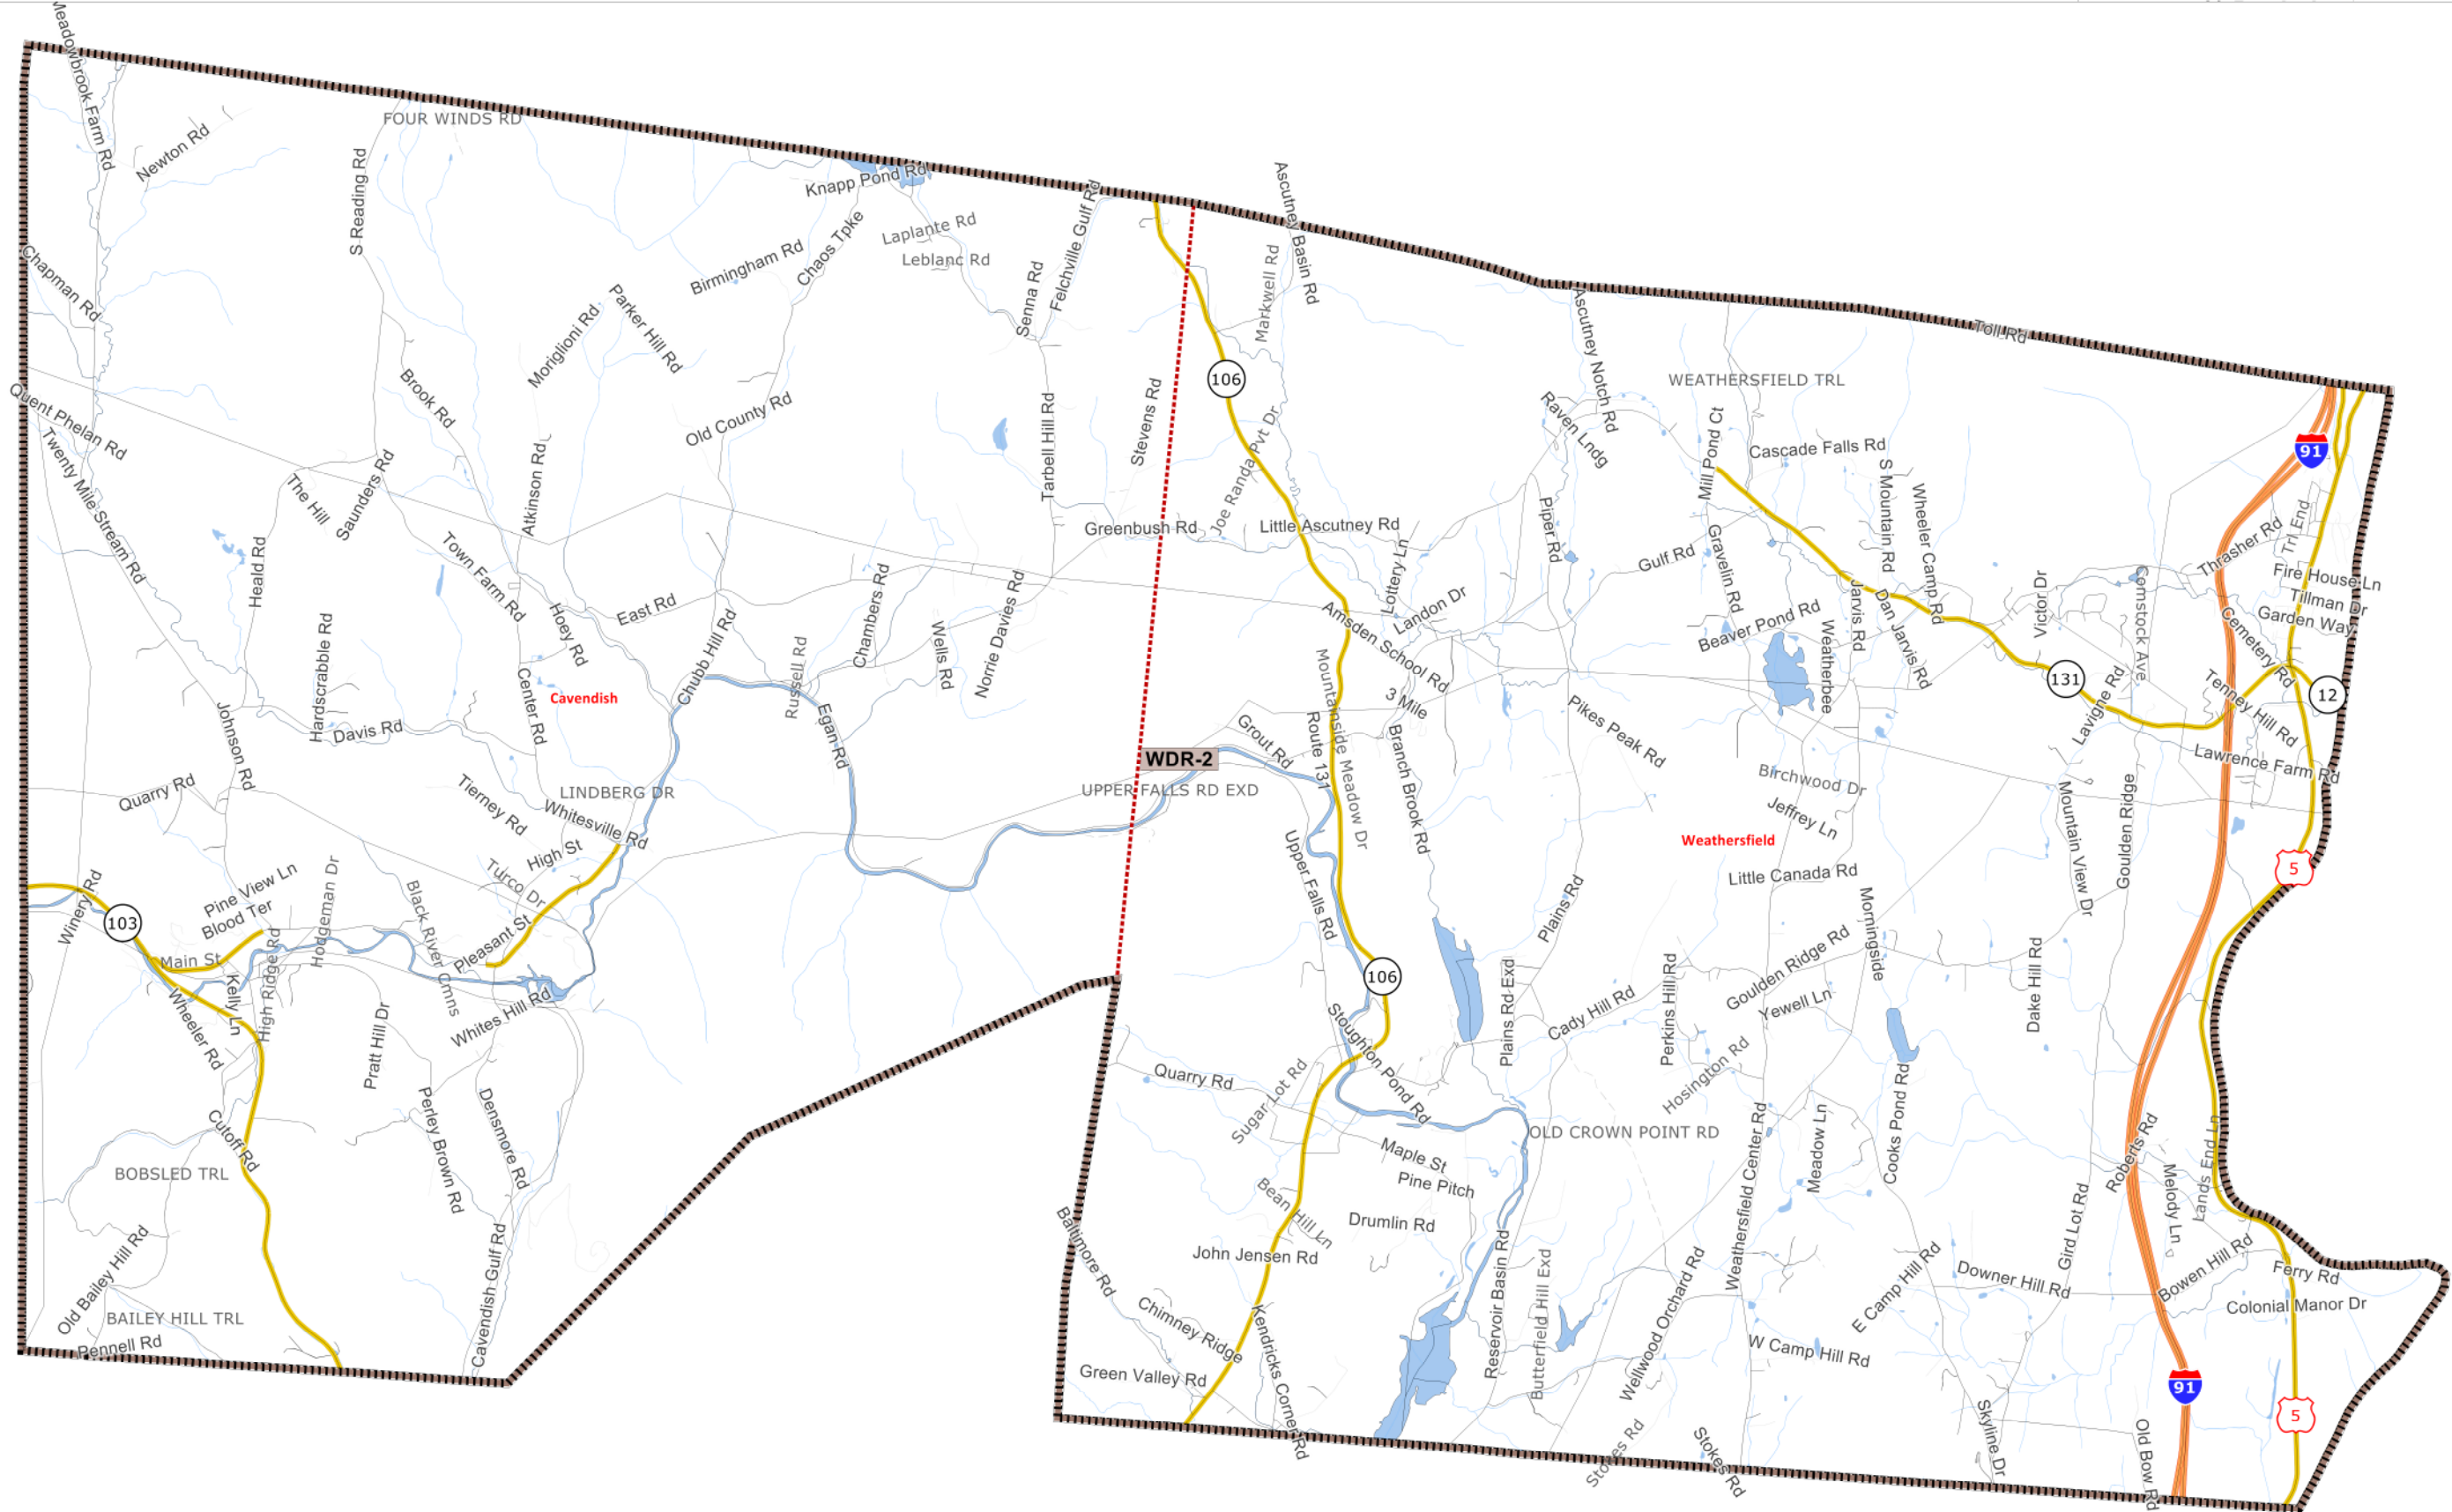 Meadowbrook Farm Rd
Newton Rd
FOUR WINDS RD
S Reading Rd
Knapp Pond Rd
Chaos Tpke
Laplante Rd
Leblanc Rd
Birmingham Rd
Felchville Gulf Rd
Senna Rd
Ascutney Basin Rd
Markwell Rd
Chapman Rd
Moriglioni Rd
Parker Hill Rd
Ascutney Notch Rd
Toll Rd
106
WEATHERSFIELD TRL
Quent Phelan Rd
Brook Rd
Old County Rd
Tarbell Hill Rd
Stevens Rd
Joe Randa Pvt Dr
Raven Lndg
Mill Pond Ct
Cascade Falls Rd
91
Twenty Mile Stream Rd
The Hill
Saunders Rd
Atkinson Rd
Greenbush Rd
Little Ascutney Rd
Piper Rd
S Mountain Rd
Wheeler Camp Rd
Trl End
Thrasher Rd
Heald Rd
Town Farm Rd
Hoey Rd
East Rd
Chubb Hill Rd
Chambers Rd
Norrie Davies Rd
Wells Rd
Russell Rd
Lottery Ln
Landon Dr
Gulf Rd
Gravelin Rd
Beaver Pond Rd
Jarvis Rd
Dan Jarvis Rd
Weatherbee
Victor Dr
Comstock Ave
Fire House Ln
Tillman Dr
Garden Way
Cemetery Rd
Hardscrabble Rd
Davis Rd
Center Rd
Cavendish
Egan Rd
Amsden School Rd
3 Mile
Mountainside Meadow Dr
Route 131
Pikes Peak Rd
131
Lavigne Rd
12
Tenney Hill Rd
Lawrence Farm Rd
Johnson Rd
Quarry Rd
Tierney Rd
LINDBERG DR
Whitesville Rd
WDR-2
UPPER FALLS RD EXD
Grout Rd
Branch Brook Rd
Birchwood Dr
Jeffrey Ln
Mountain View Dr
Goulden Ridge
Weathersfield
Little Canada Rd
5
Winery Rd
103
Pine View Ln
Blood Ter
Hodgeman Dr
Black River Cmns
Turco Dr
High St
Pleasant St
Main St
Kelly Ln
High Ridge Rd
Wheeler Rd
Whites Hill Rd
Upper Falls Rd
106
Plains Rd
Plains Rd Exd
Cady Hill Rd
Perkins Hill Rd
Goulden Ridge Rd
Yewell Ln
Morningside
Dake Hill Rd
Pratt Hill Dr
Perley Brown Rd
Densmore Rd
Cutoff Rd
BOBSLED TRL
Quarry Rd
Sugar Lot Rd
Stoughton Pond Rd
OLD CROWN POINT RD
Hosington Rd
Weathersfield Center Rd
Meadow Ln
Cooks Pond Rd
Maple St
Pine Pitch
Bean Hill Ln
Drumlin Rd
John Jensen Rd
Roberts Rd
Melody Ln
Lands End Ln
Gird Lot Rd
Old Bailey Hill Rd
BAILEY HILL TRL
Pennell Rd
Cavendish Gulf Rd
Baltimore Rd
Chimney Ridge
Green Valley Rd
Kendricks Corner Rd
Reservoir Basin Rd
Butterfield Hill Exd
Wellwood Orchard Rd
E Camp Hill Rd
W Camp Hill Rd
Downer Hill Rd
Bowen Hill Rd
Ferry Rd
Colonial Manor Dr
91
5
Stokes Rd
Stokes Rd
Skyline Dr
Old Bow Rd